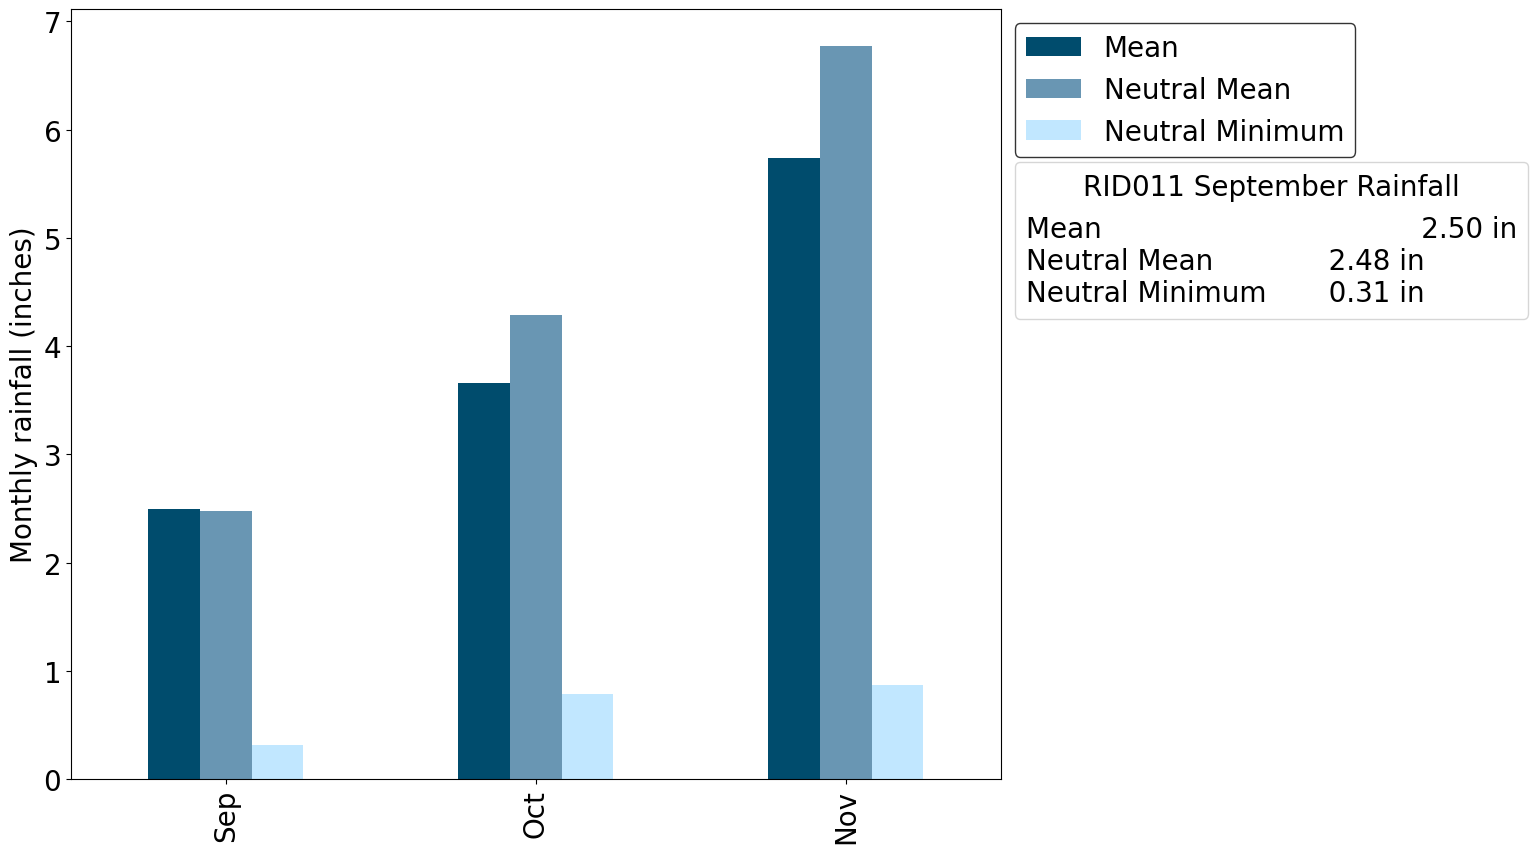 7
6
5
4
3
2
1
0
Monthly rainfall (inches)
Sep
Oct
Nov
Mean
Neutral Mean
Neutral Minimum
RID011 September Rainfall
Mean 2.50 in
Neutral Mean 2.48 in
Neutral Minimum 0.31 in